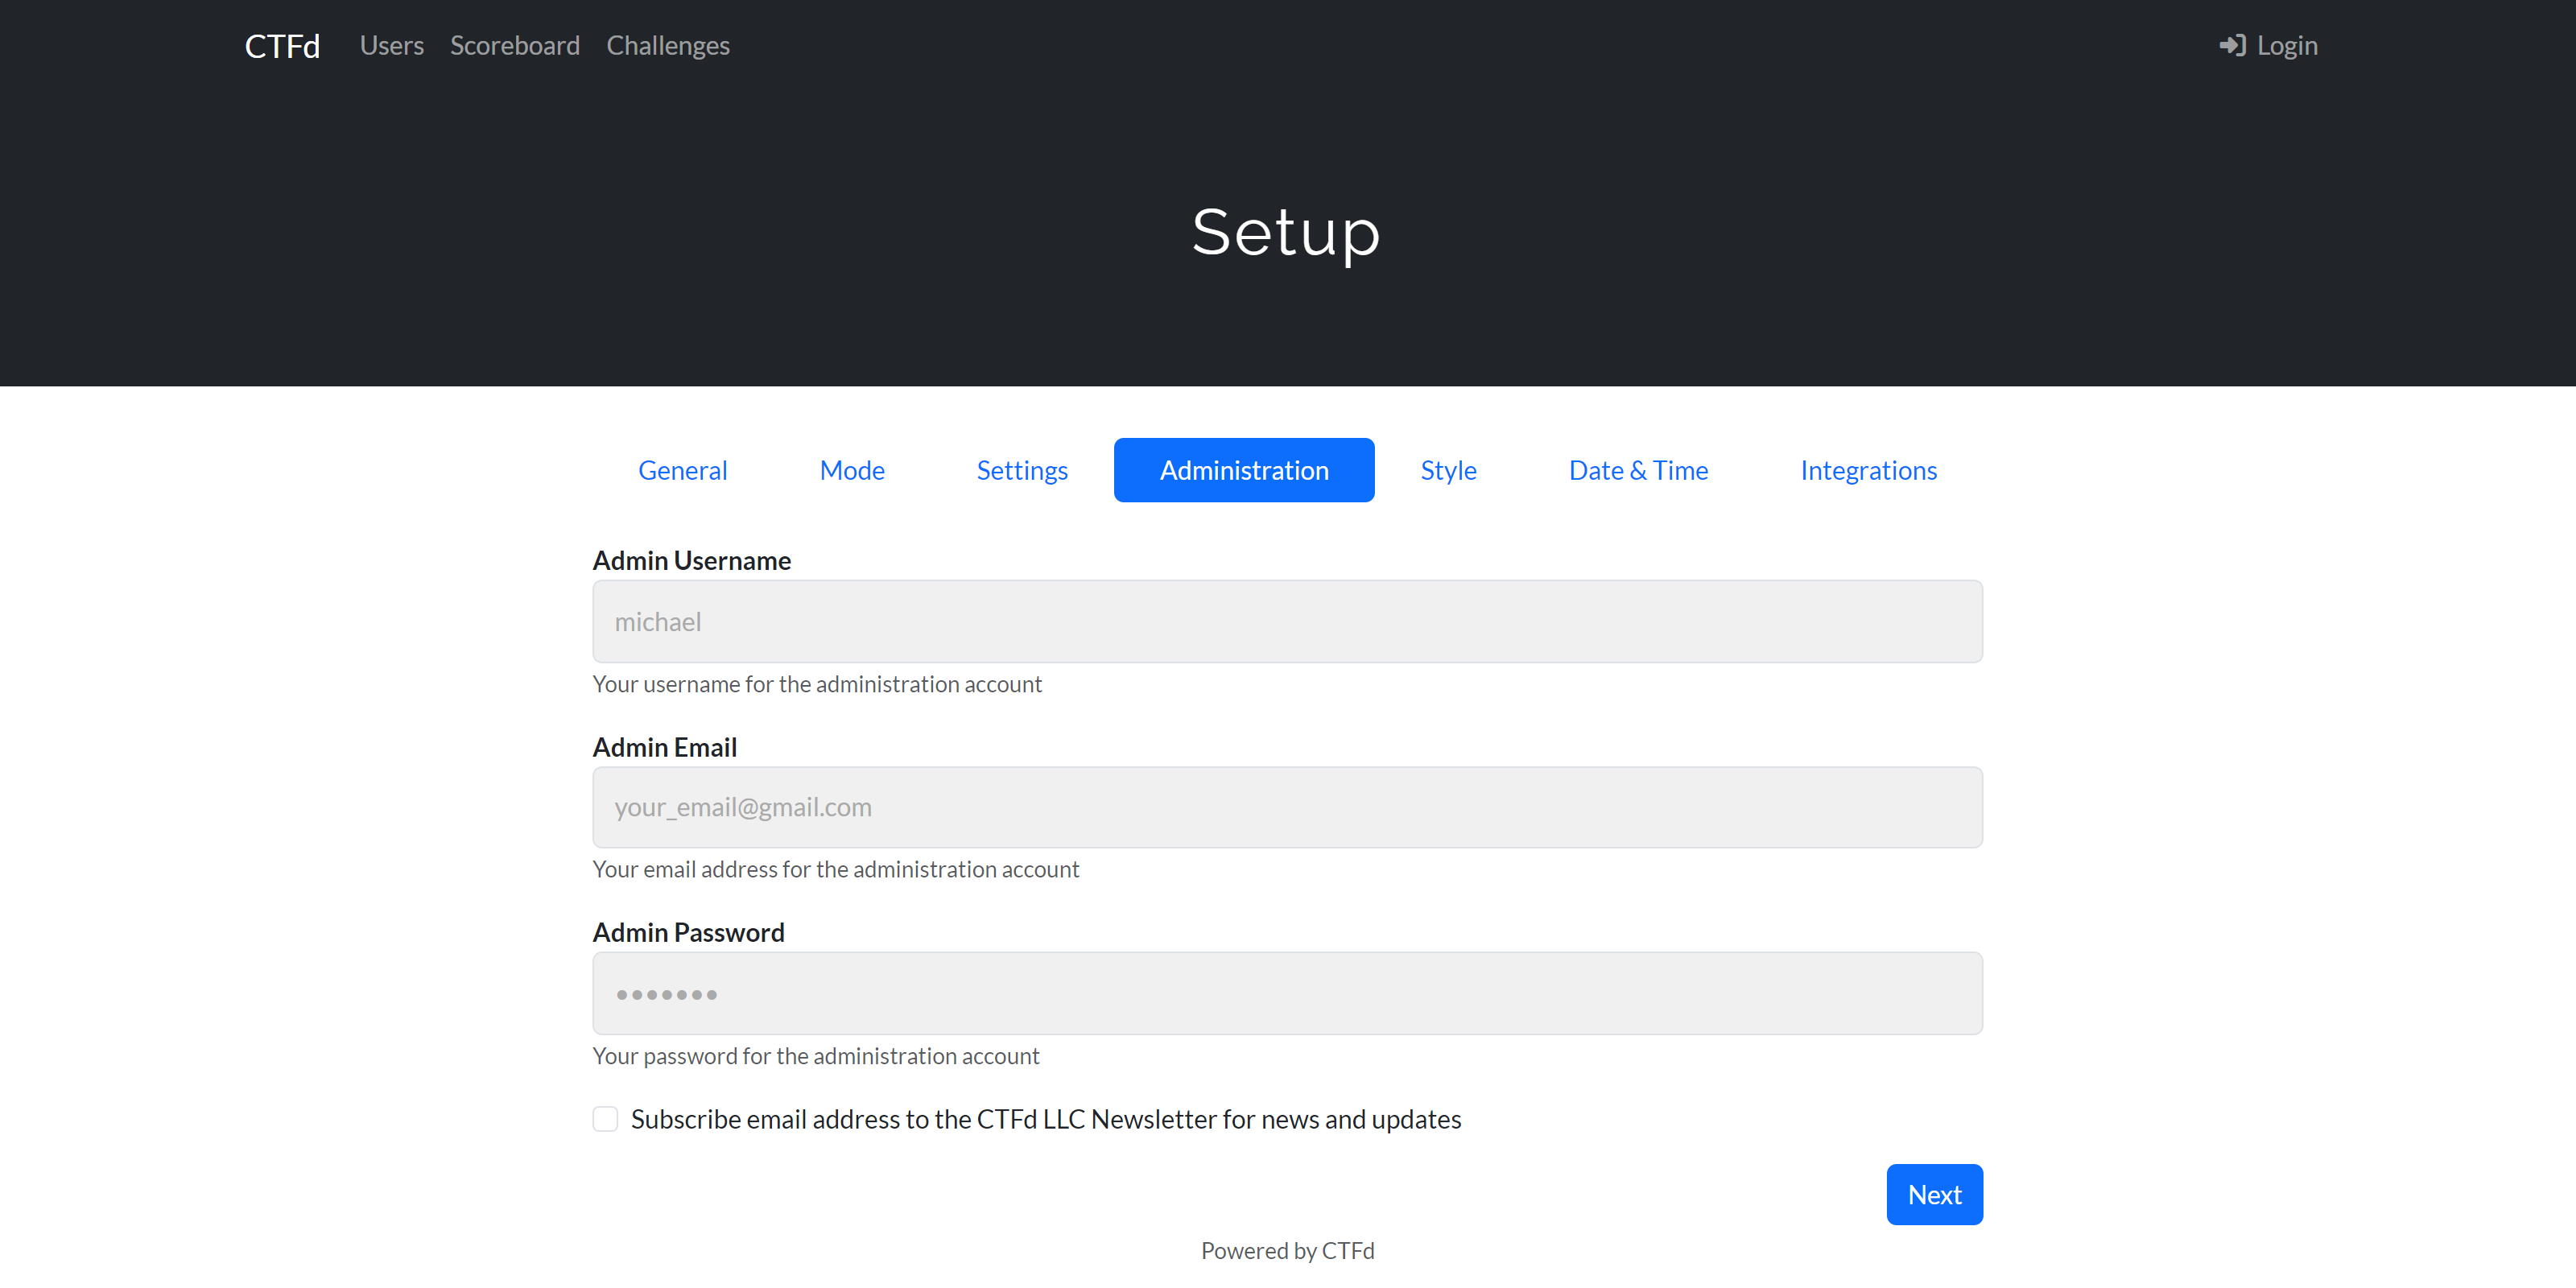 CTFd Users Scoreboard Challenges Login
Setup
General Mode Settings Administration Style Date & Time Integrations
Admin Username
michael
Your username for the administration account
Admin Email
your_email@gmail.com
Your email address for the administration account
Admin Password
•••••••
Your password for the administration account
Subscribe email address to the CTFd LLC Newsletter for news and updates
Next
Powered by CTFd